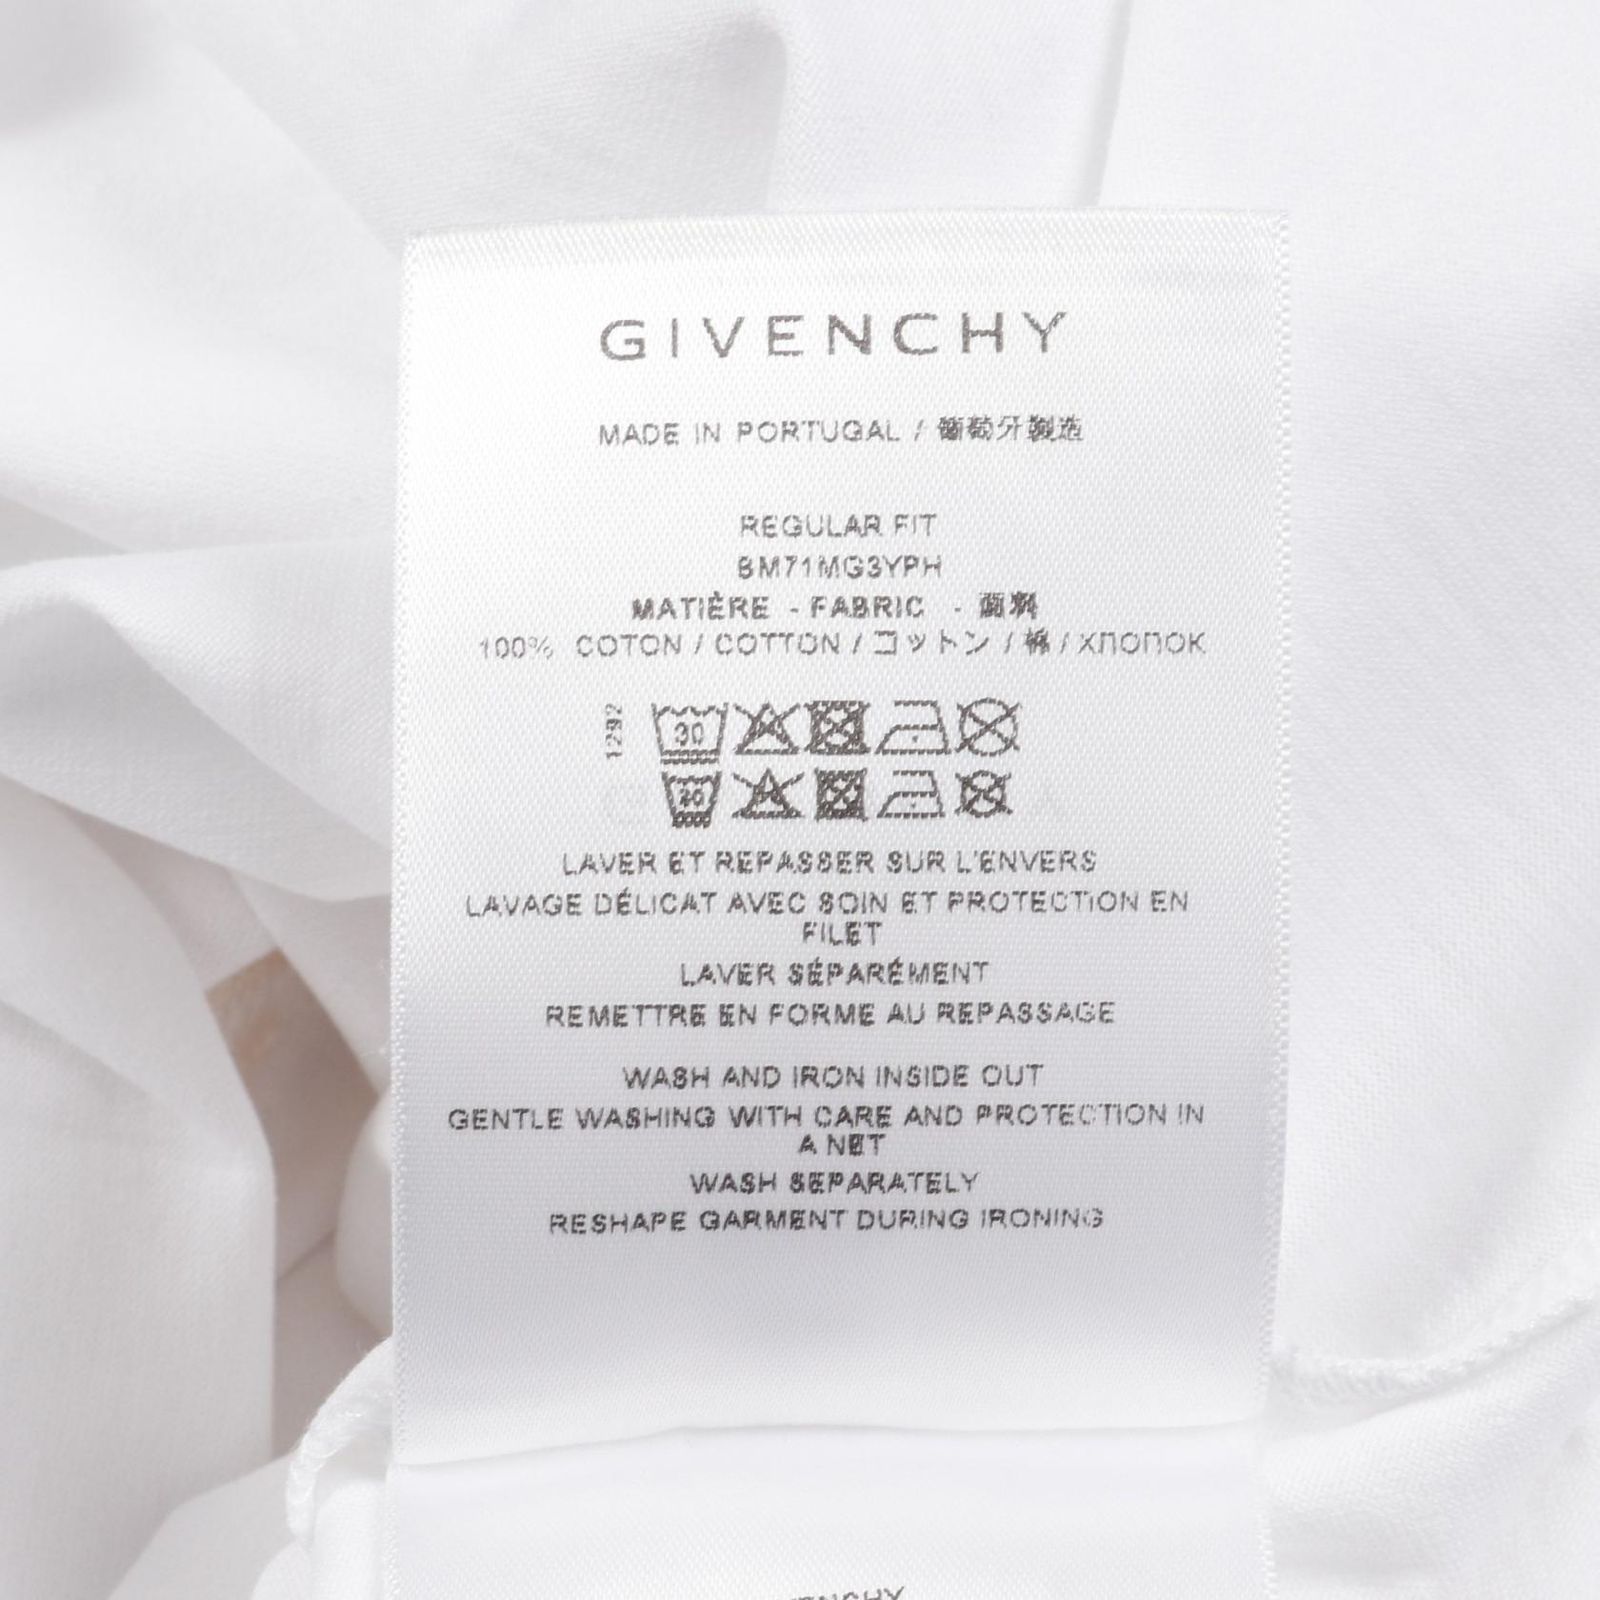 GIVENCHY
MADE IN PORTUGAL / 葡萄牙製造
REGULAR FIT
BM71MG3YPH
MATIÈRE - FABRIC - 面料
100% COTON / COTTON / コットン / 棉 / ХЛОПОК
1292
30
30
LAVER ET REPASSER SUR L'ENVERS
LAVAGE DÉLICAT AVEC SOIN ET PROTECTION EN
FILET
LAVER SÉPARÉMENT
REMETTRE EN FORME AU REPASSAGE
WASH AND IRON INSIDE OUT
GENTLE WASHING WITH CARE AND PROTECTION IN
A NET
WASH SEPARATELY
RESHAPE GARMENT DURING IRONING